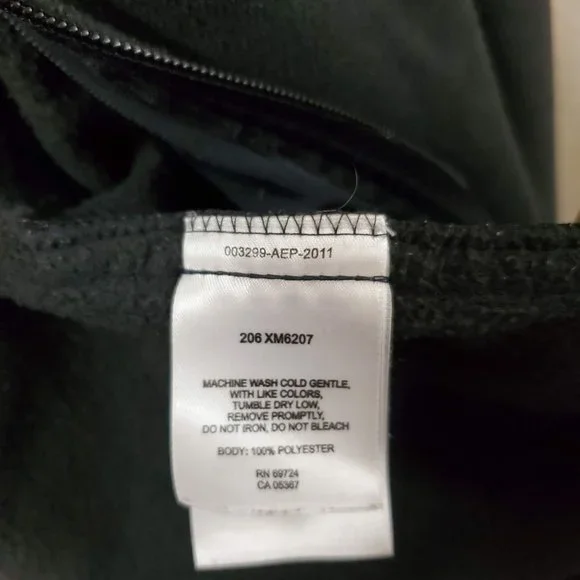 003299-AEP-2011
206 XM6207
MACHINE WASH COLD GENTLE,
WITH LIKE COLORS,
TUMBLE DRY LOW,
REMOVE PROMPTLY,
DO NOT IRON, DO NOT BLEACH
BODY: 100% POLYESTER
RN 69724
CA 05367